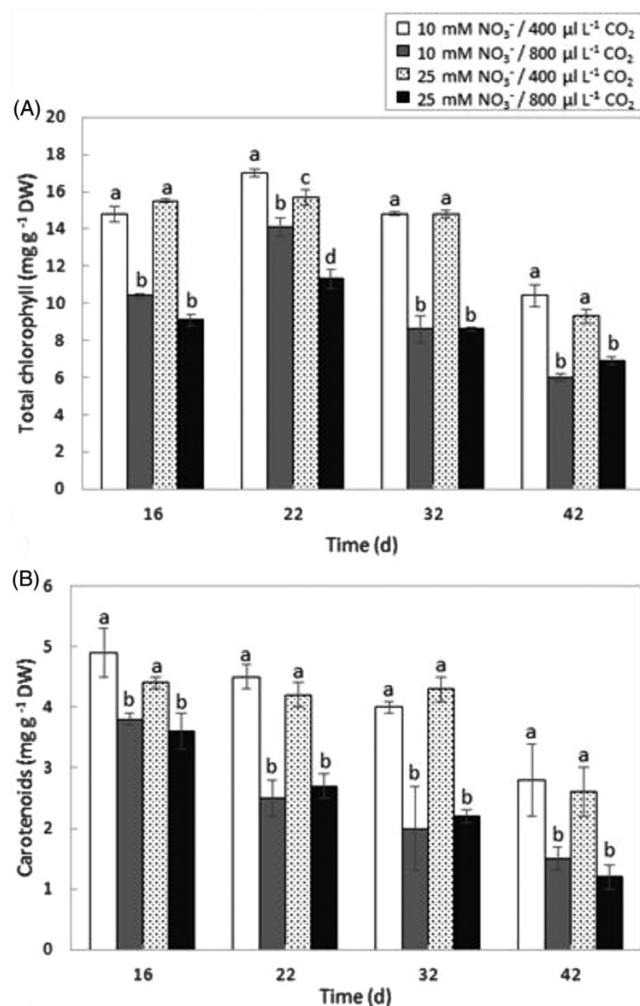 10 mM NO₃⁻ / 400 µl L⁻¹ CO₂
10 mM NO₃⁻ / 800 µl L⁻¹ CO₂
25 mM NO₃⁻ / 400 µl L⁻¹ CO₂
25 mM NO₃⁻ / 800 µl L⁻¹ CO₂
(A)
Total chlorophyll (mg g⁻¹ DW)
20
18
16
14
12
10
8
6
4
2
0
a
b
a
b
a
b
c
d
a
b
a
b
a
b
a
b
16
22
32
42
Time (d)
(B)
Carotenoids (mg g⁻¹ DW)
6
5
4
3
2
1
0
a
b
a
b
a
b
a
b
a
b
a
b
a
b
a
b
16
22
32
42
Time (d)